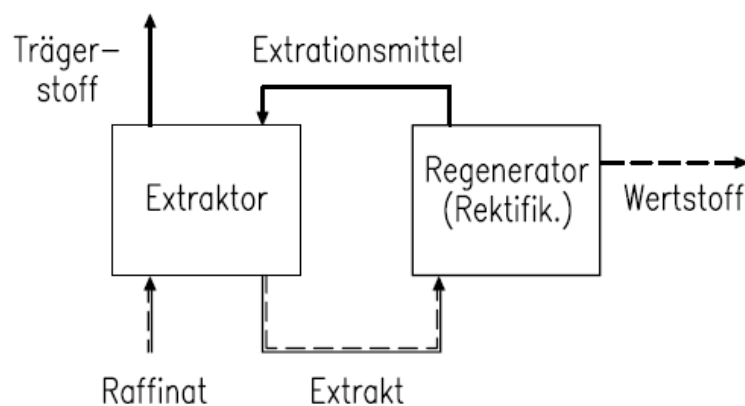 Träger-
stoff
Extrationsmittel
Extraktor
Regenerator
(Rektifik.)
Wertstoff
Raffinat
Extrakt